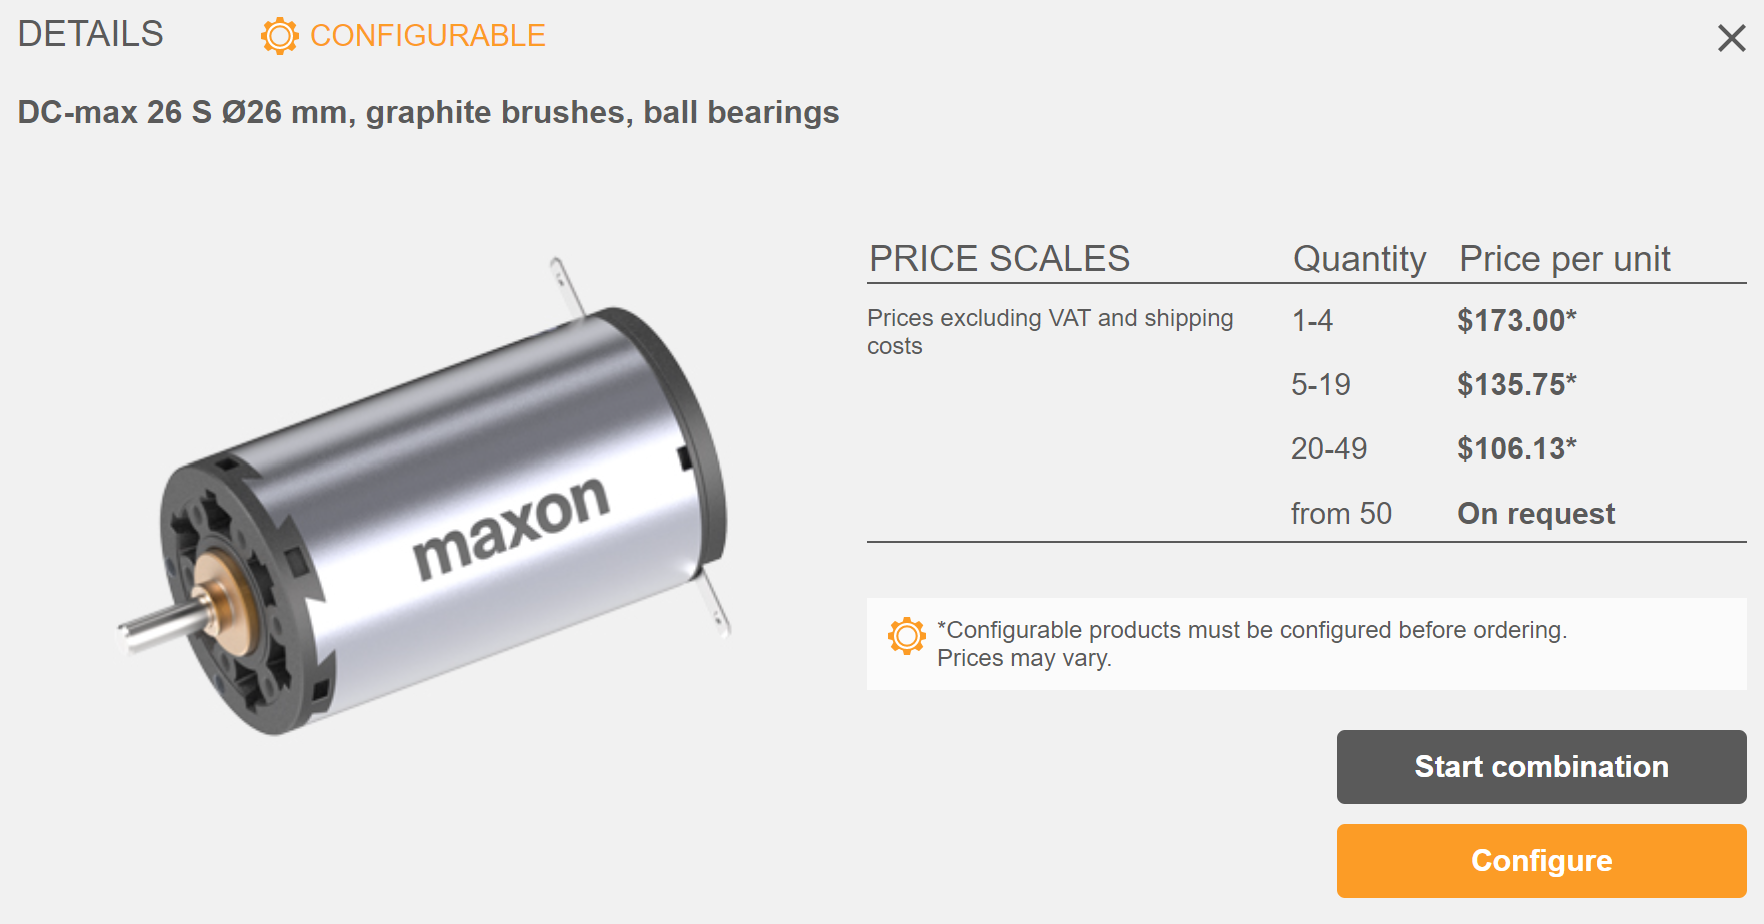 DETAILS
CONFIGURABLE
DC-max 26 S Ø26 mm, graphite brushes, ball bearings
maxon
PRICE SCALES Quantity Price per unit
Prices excluding VAT and shipping
costs
1-4 $173.00*
5-19 $135.75*
20-49 $106.13*
from 50 On request
*Configurable products must be configured before ordering.
Prices may vary.
Start combination
Configure